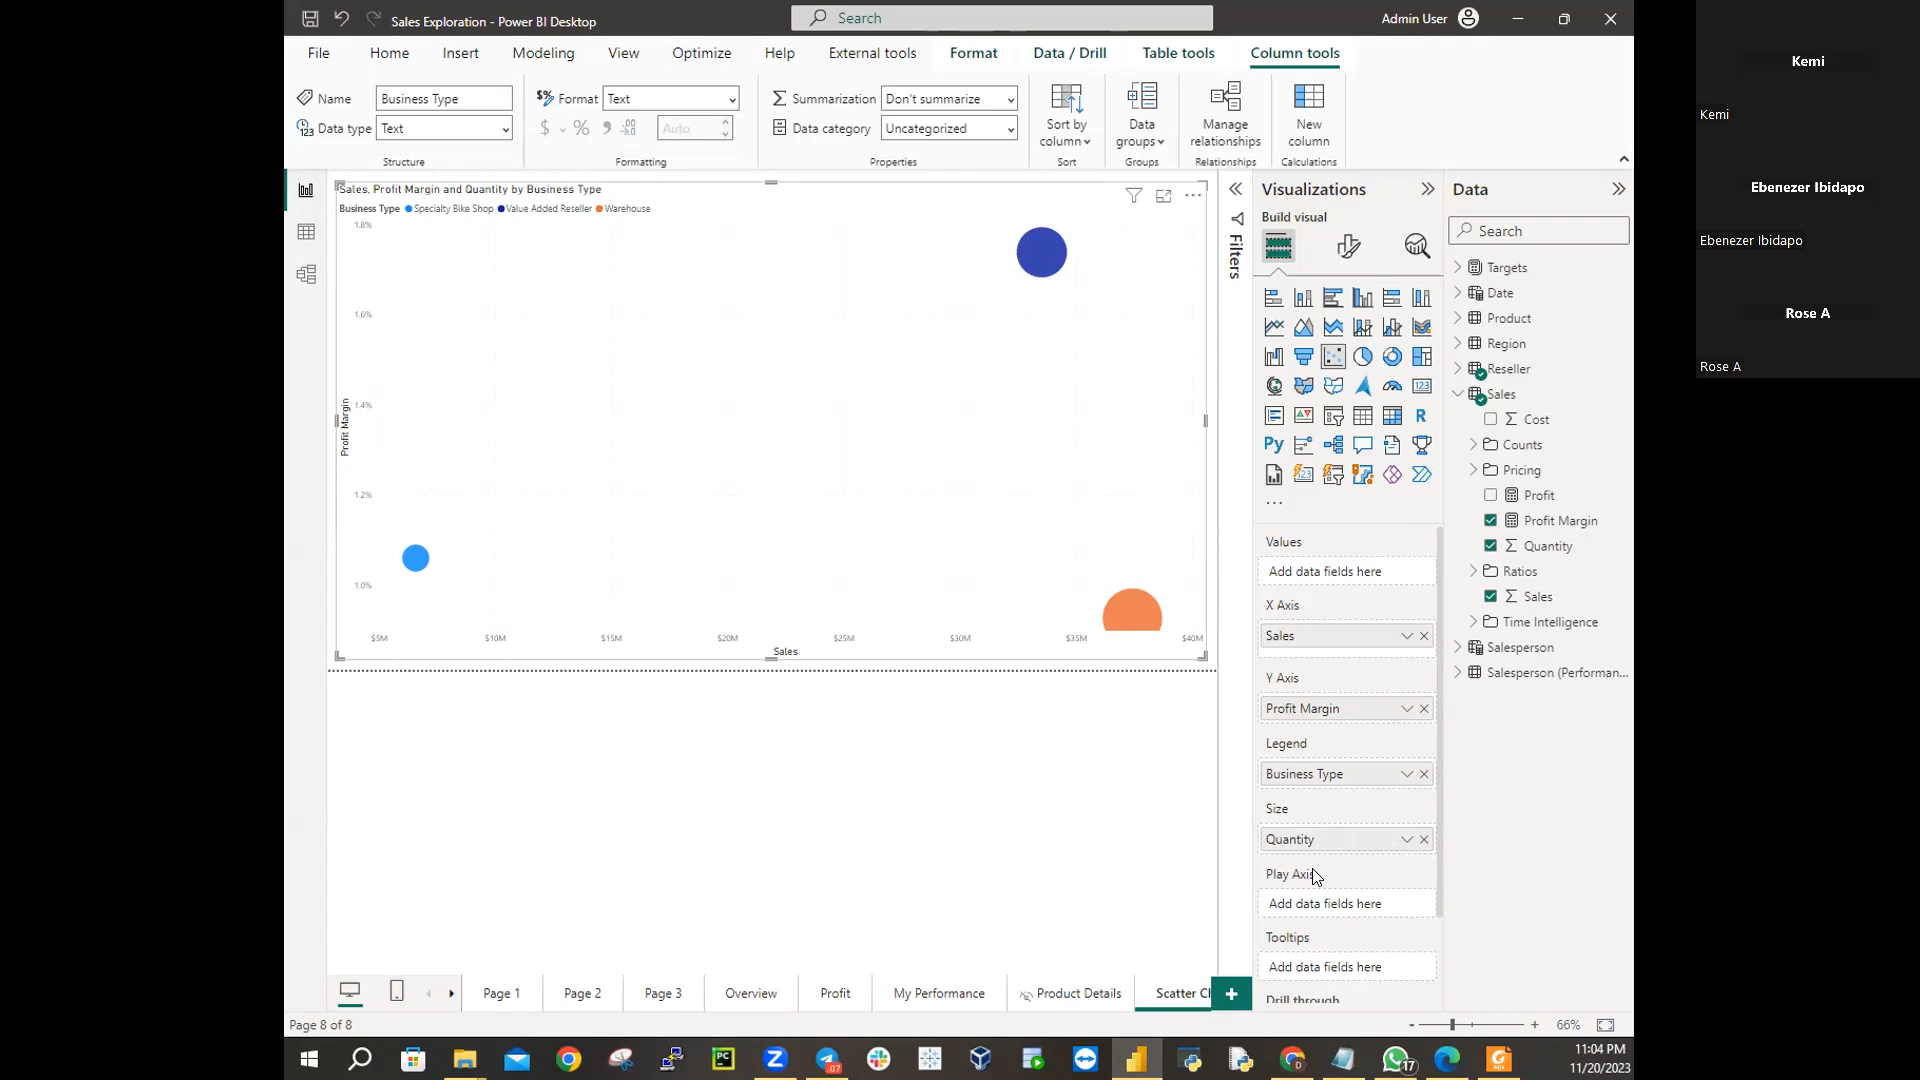 Sales Exploration - Power BI Desktop
Search
Admin User
File
Home
Insert
Modeling
View
Optimize
Help
External tools
Format
Data / Drill
Table tools
Column tools
Name
Business Type
Data type
Text
Structure
Format
Text
Auto
Formatting
Summarization
Don't summarize
Data category
Uncategorized
Properties
Sort by
column
Sort
Data
groups
Groups
Manage
relationships
Relationships
New
column
Calculations
Sales, Profit Margin and Quantity by Business Type
Business Type
Specialty Bike Shop
Value Added Reseller
Warehouse
1.8%
1.6%
1.4%
1.2%
1.0%
Profit Margin
$5M
$10M
$15M
$20M
$25M
$30M
$35M
$40M
Sales
Filters
Visualizations
Build visual
123
R
Py
Values
Add data fields here
X Axis
Sales
Y Axis
Profit Margin
Legend
Business Type
Size
Quantity
Play Axis
Add data fields here
Tooltips
Add data fields here
Drill through
Data
Search
Targets
Date
Product
Region
Reseller
Sales
Cost
Counts
Pricing
Profit
Profit Margin
Quantity
Ratios
Sales
Time Intelligence
Salesperson
Salesperson (Performan...
Page 1
Page 2
Page 3
Overview
Profit
My Performance
Product Details
Scatter Ch
Page 8 of 8
66%
11:04 PM
11/20/2023
Kemi
Kemi
Ebenezer Ibidapo
Ebenezer Ibidapo
Rose A
Rose A